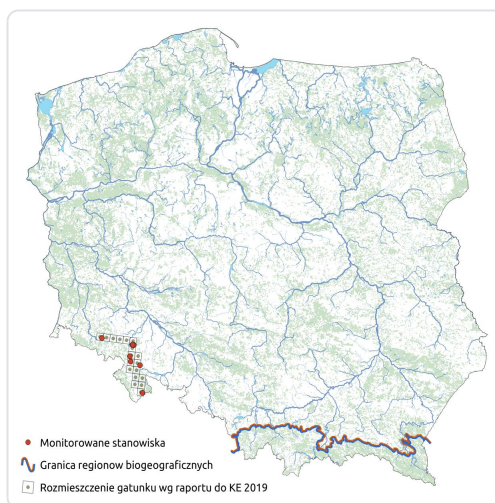 Monitorowane stanowiska
Granica regionow biogeograficznych
Rozmieszczenie gatunku wg raportu do KE 2019